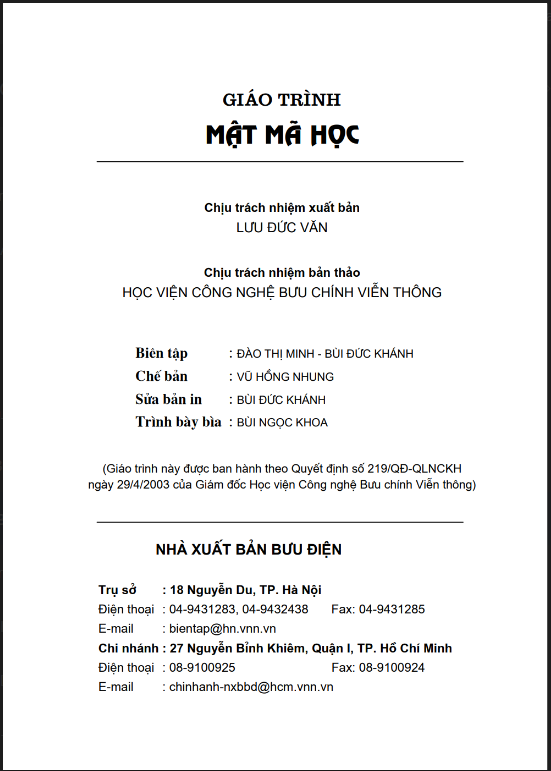 GIÁO TRÌNH
MẬT MÃ HỌC
Chịu trách nhiệm xuất bản
LƯU ĐỨC VĂN
Chịu trách nhiệm bản thảo
HỌC VIỆN CÔNG NGHỆ BƯU CHÍNH VIỄN THÔNG
Biên tập : ĐÀO THỊ MINH - BÙI ĐỨC KHÁNH
Chế bản : VŨ HỒNG NHUNG
Sửa bản in : BÙI ĐỨC KHÁNH
Trình bày bìa : BÙI NGỌC KHOA
(Giáo trình này được ban hành theo Quyết định số 219/QĐ-QLNCKH
ngày 29/4/2003 của Giám đốc Học viện Công nghệ Bưu chính Viễn thông)
NHÀ XUẤT BẢN BƯU ĐIỆN
Trụ sở : 18 Nguyễn Du, TP. Hà Nội
Điện thoại : 04-9431283, 04-9432438 Fax: 04-9431285
E-mail : bientap@hn.vnn.vn
Chi nhánh : 27 Nguyễn Bỉnh Khiêm, Quận I, TP. Hồ Chí Minh
Điện thoại : 08-9100925 Fax: 08-9100924
E-mail : chinhanh-nxbbd@hcm.vnn.vn